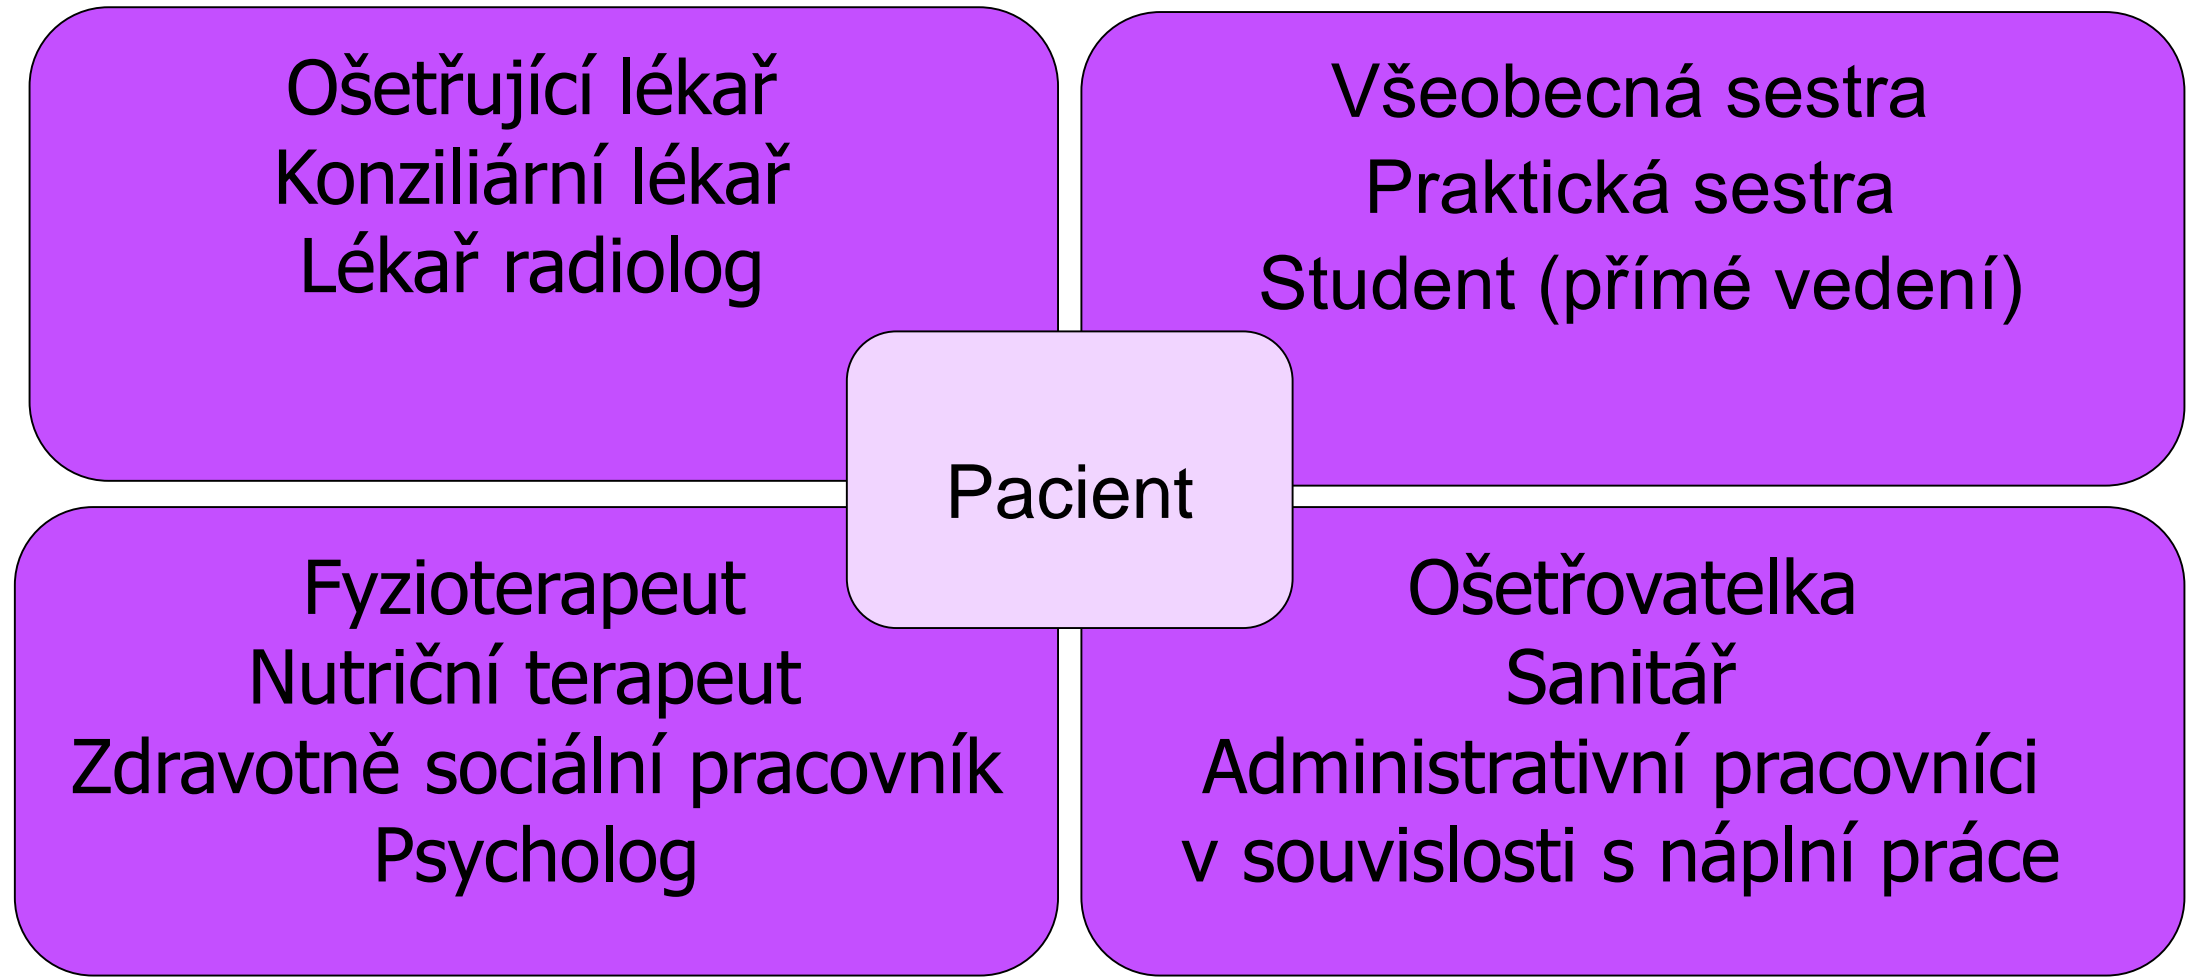 Ošetřující lékař
Konziliární lékař
Lékař radiolog
Všeobecná sestra
Praktická sestra
Student (přímé vedení)
Pacient
Fyzioterapeut
Nutriční terapeut
Zdravotně sociální pracovník
Psycholog
Ošetřovatelka
Sanitář
Administrativní pracovníci
v souvislosti s náplní práce